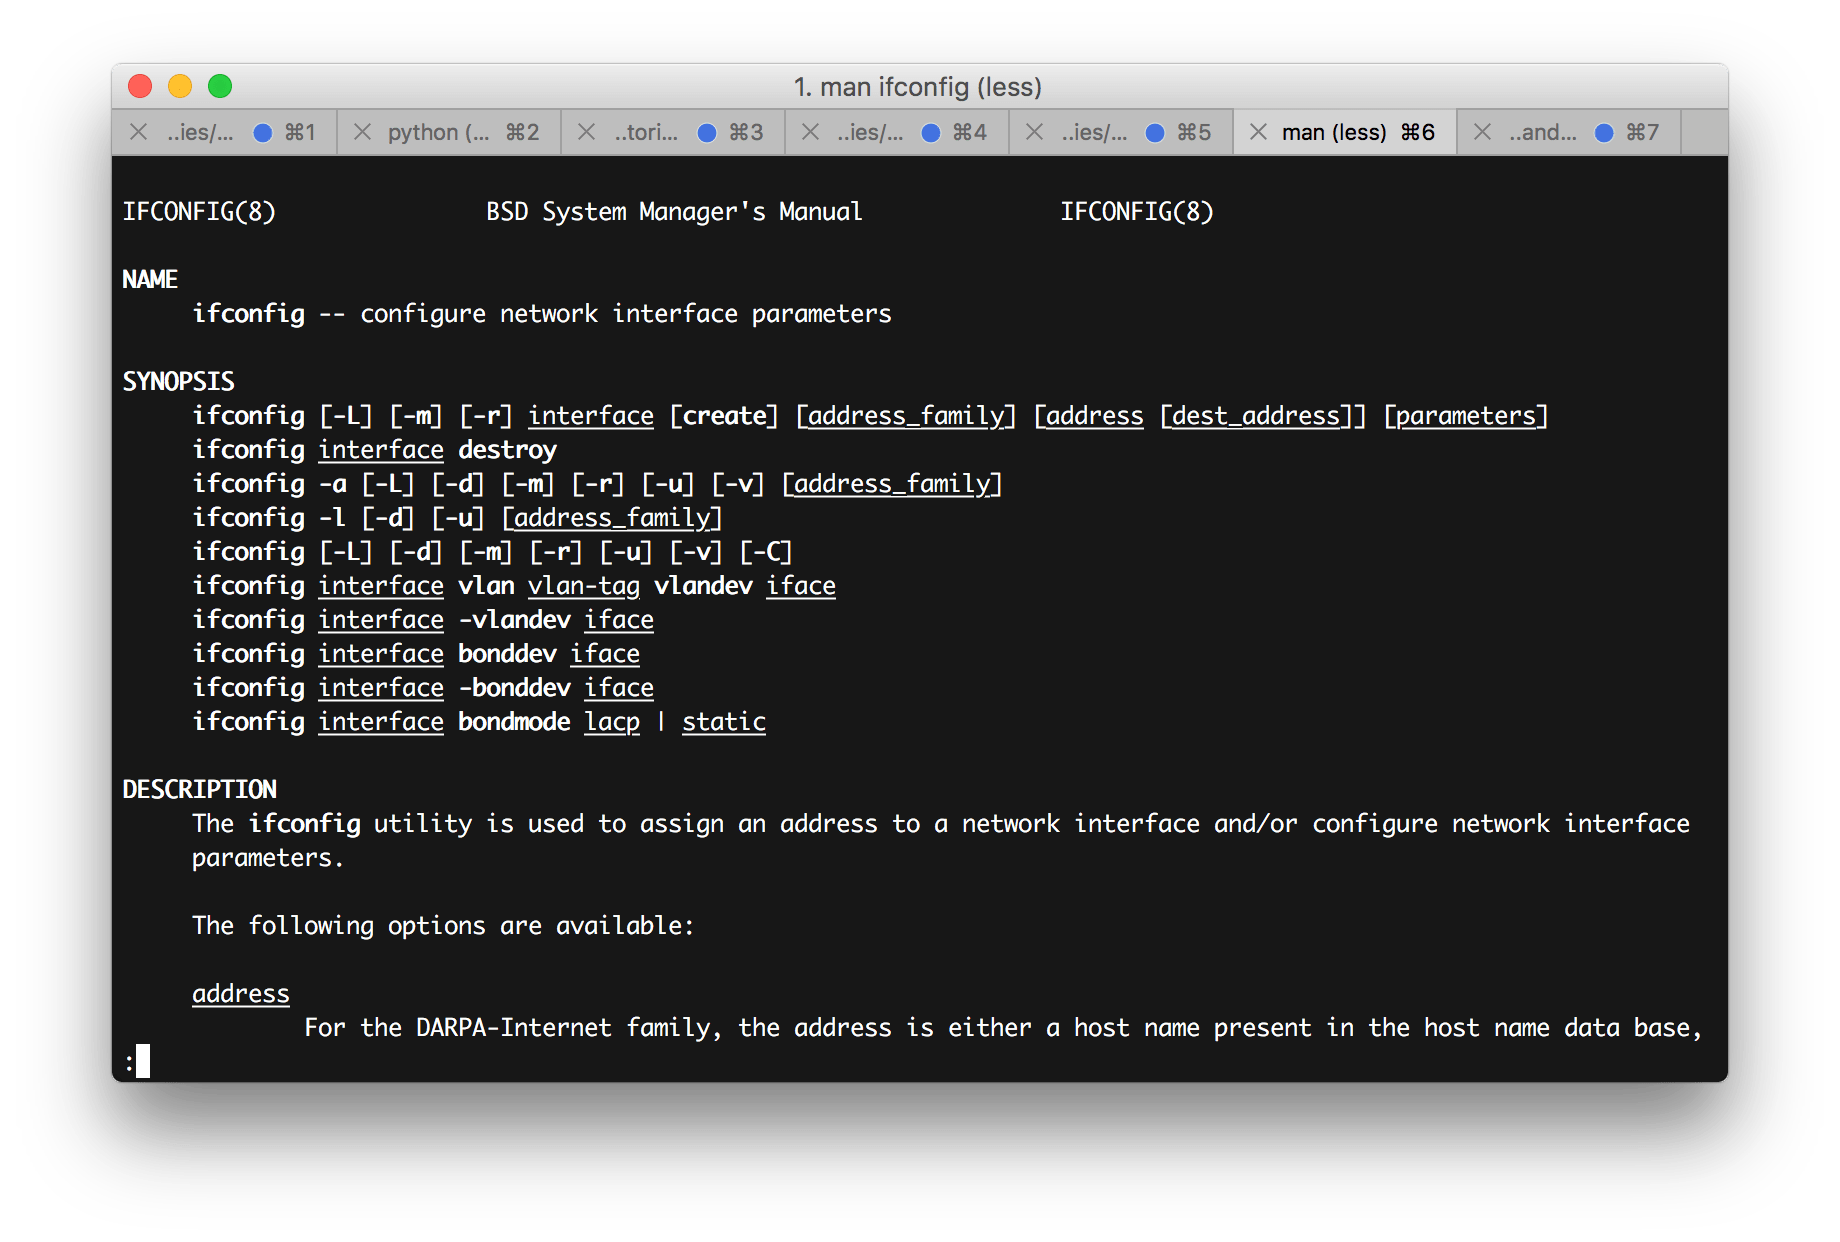 1. man ifconfig (less)
..ies/... ⌘1 python (... ⌘2 ..tori... ⌘3 ..ies/... ⌘4 ..ies/... ⌘5 man (less) ⌘6 ..and... ⌘7
IFCONFIG(8) BSD System Manager's Manual IFCONFIG(8)
NAME
ifconfig -- configure network interface parameters
SYNOPSIS
ifconfig [-L] [-m] [-r] interface [create] [address_family] [address [dest_address]] [parameters]
ifconfig interface destroy
ifconfig -a [-L] [-d] [-m] [-r] [-u] [-v] [address_family]
ifconfig -l [-d] [-u] [address_family]
ifconfig [-L] [-d] [-m] [-r] [-u] [-v] [-C]
ifconfig interface vlan vlan-tag vlandev iface
ifconfig interface -vlandev iface
ifconfig interface bonddev iface
ifconfig interface -bonddev iface
ifconfig interface bondmode lacp | static
DESCRIPTION
The ifconfig utility is used to assign an address to a network interface and/or configure network interface
parameters.
The following options are available:
address
For the DARPA-Internet family, the address is either a host name present in the host name data base,
: